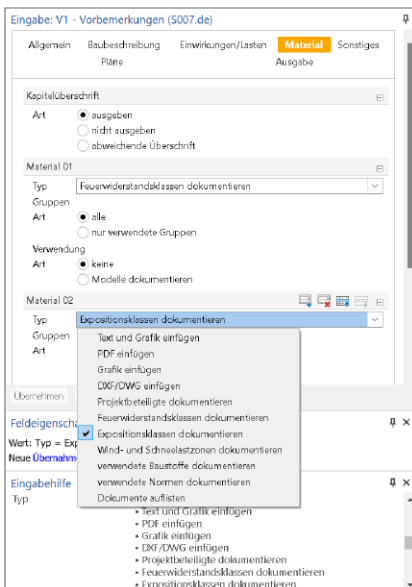 Eingabe: V1 - Vorbemerkungen (S007.de)
Allgemein Baubeschreibung Einwirkungen/Lasten Material Sonstiges
Pläne Ausgabe
Kapitelüberschrift
Art ausgeben
nicht ausgeben
abweichende Überschrift
Material 01
Typ Feuerwiderstandsklassen dokumentieren
Gruppen
Art alle
nur verwendete Gruppen
Verwendung
Art keine
Modelle dokumentieren
Material 02
Typ Expositionsklassen dokumentieren
Gruppen
Art
Text und Grafik einfügen
PDF einfügen
Grafik einfügen
DXF/DWG einfügen
Projektbeteiligte dokumentieren
Feuerwiderstandsklassen dokumentieren
Expositionsklassen dokumentieren
Wind- und Schneelastzonen dokumentieren
verwendete Baustoffe dokumentieren
verwendete Normen dokumentieren
Dokumente auflisten
Übernehmen
Feldeigenscha
Wert: Typ = Exp
Neue Übernahm
Eingabehilfe
Typ
• Text und Grafik einfügen
• PDF einfügen
• Grafik einfügen
• DXF/DWG einfügen
• Projektbeteiligte dokumentieren
• Feuerwiderstandsklassen dokumentieren
• Expositionsklassen dokumentieren